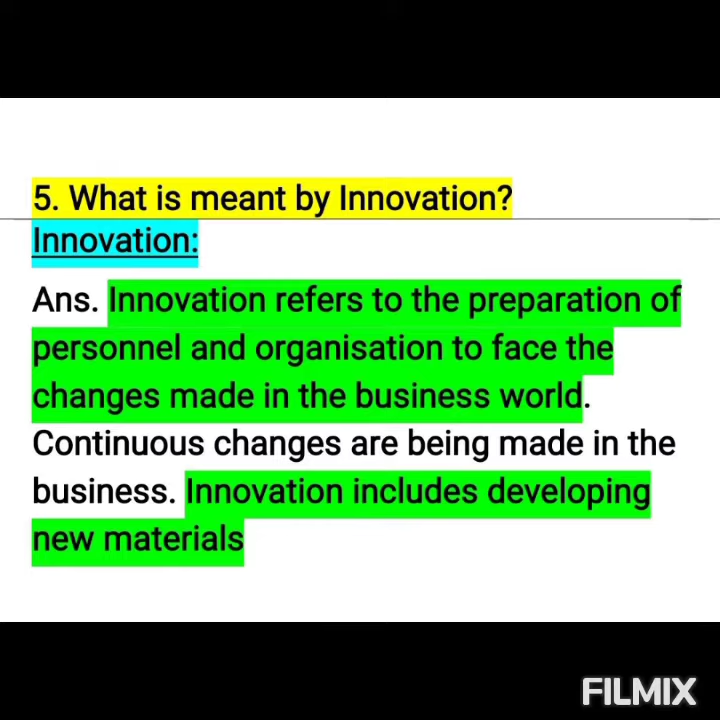 5. What is meant by Innovation?
Innovation:
Ans. Innovation refers to the preparation of
personnel and organisation to face the
changes made in the business world.
Continuous changes are being made in the
business. Innovation includes developing
new materials
FILMIX